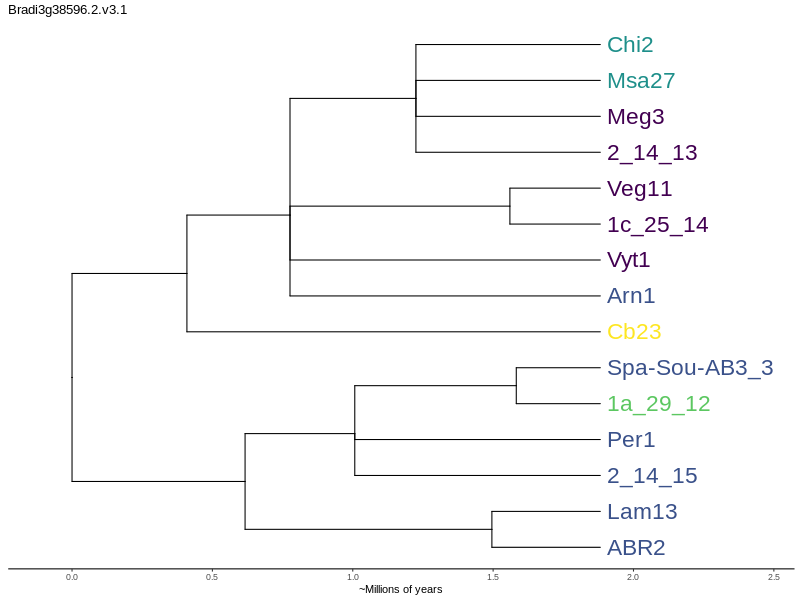 Bradi3g38596.2.v3.1
Chi2
Msa27
Meg3
2_14_13
Veg11
1c_25_14
Vyt1
Arn1
Cb23
Spa-Sou-AB3_3
1a_29_12
Per1
2_14_15
Lam13
ABR2
0.0 0.5 1.0 1.5 2.0 2.5
~Millions of years